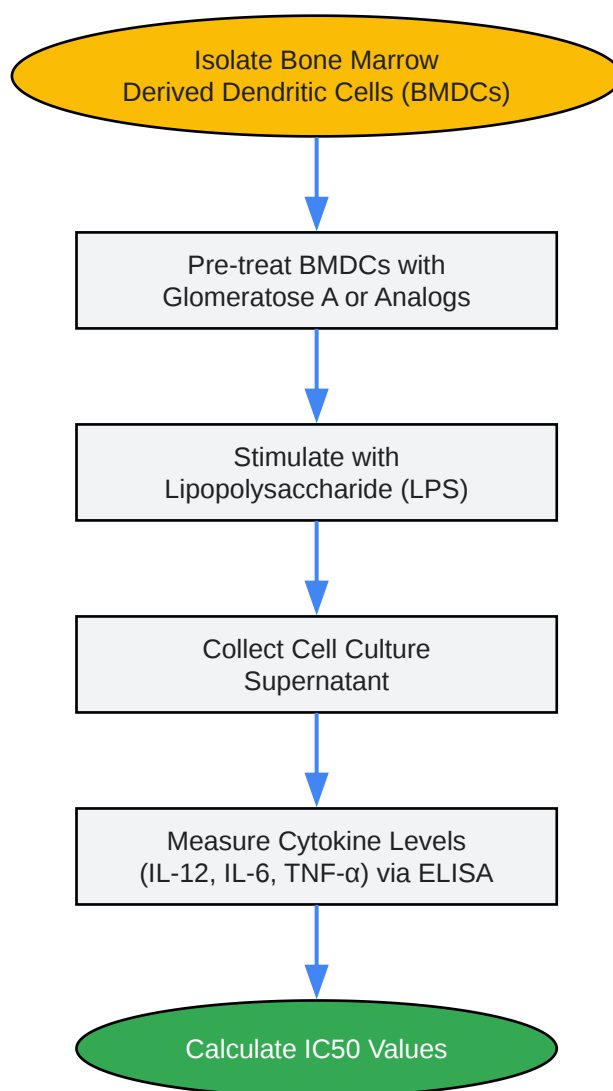 Isolate Bone Marrow
Derived Dendritic Cells (BMDCs)
Pre-treat BMDCs with
Glomeratose A or Analogs
Stimulate with
Lipopolysaccharide (LPS)
Collect Cell Culture
Supernatant
Measure Cytokine Levels
(IL-12, IL-6, TNF-α) via ELISA
Calculate IC50 Values